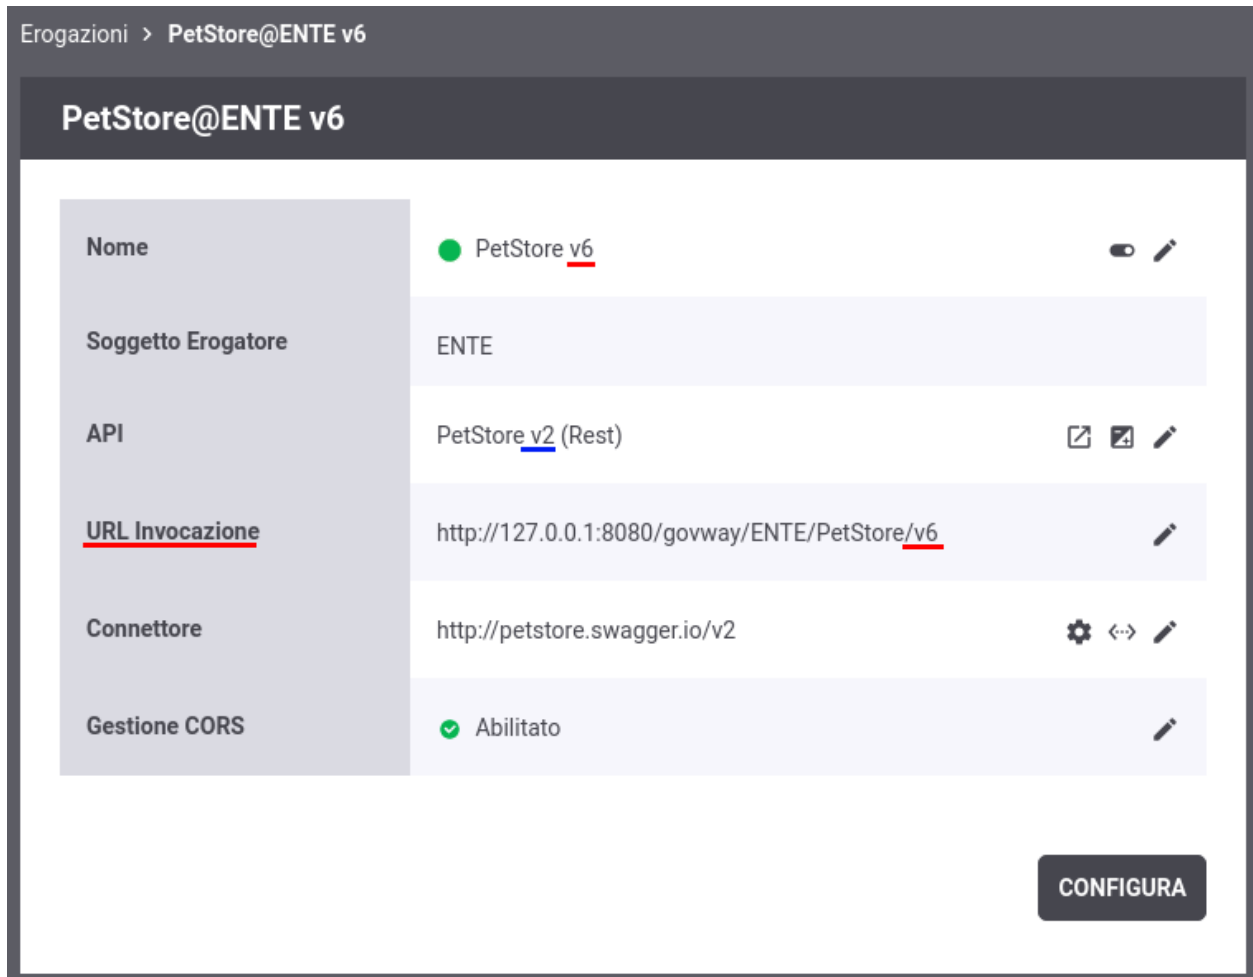 Erogazioni > PetStore@ENTE v6
PetStore@ENTE v6
Nome PetStore v6
Soggetto Erogatore ENTE
API PetStore v2 (Rest)
URL Invocazione http://127.0.0.1:8080/govway/ENTE/PetStore/v6
Connettore http://petstore.swagger.io/v2
Gestione CORS Abilitato
CONFIGURA